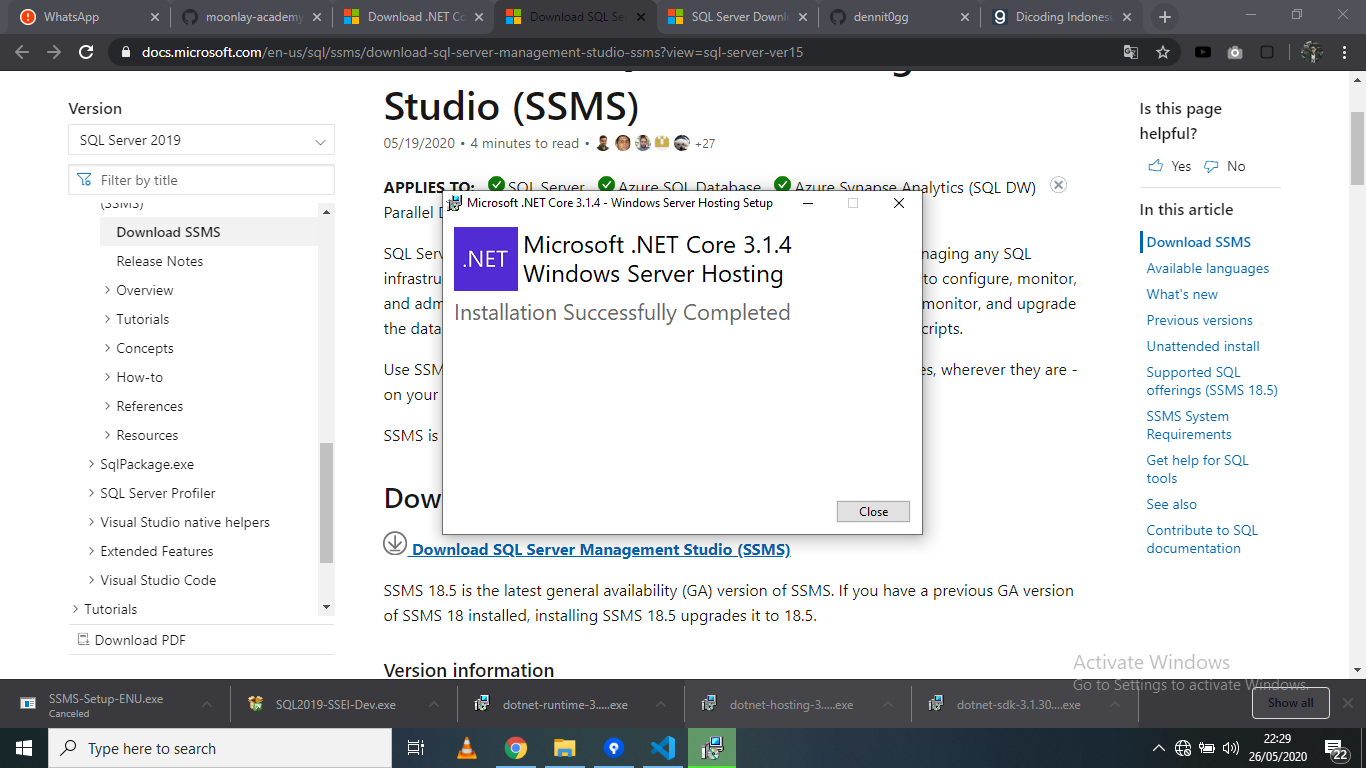 WhatsApp
moonlay-academy
Download .NET Co
Download SQL Se
SQL Server Downl
dennit0gg
Dicoding Indones
docs.microsoft.com/en-us/sql/ssms/download-sql-server-management-studio-ssms?view=sql-server-ver15
Version
SQL Server 2019
Filter by title
(SSMS)
Download SSMS
Release Notes
Overview
Tutorials
Concepts
How-to
References
Resources
SqlPackage.exe
SQL Server Profiler
Visual Studio native helpers
Extended Features
Visual Studio Code
Tutorials
Download PDF
Studio (SSMS)
05/19/2020 • 4 minutes to read • +27
APPLIES TO: SQL Server Azure SQL Database Azure Synapse Analytics (SQL DW)
Parallel D
SQL Serv naging any SQL
infrastru to configure, monitor,
and adm monitor, and upgrade
the data cripts.
Use SSM es, wherever they are -
on your
SSMS is
Dow
Download SQL Server Management Studio (SSMS)
SSMS 18.5 is the latest general availability (GA) version of SSMS. If you have a previous GA version
of SSMS 18 installed, installing SSMS 18.5 upgrades it to 18.5.
Version information
Microsoft .NET Core 3.1.4 - Windows Server Hosting Setup
.NET
Microsoft .NET Core 3.1.4
Windows Server Hosting
Installation Successfully Completed
Close
Is this page
helpful?
Yes No
In this article
Download SSMS
Available languages
What's new
Previous versions
Unattended install
Supported SQL
offerings (SSMS 18.5)
SSMS System
Requirements
Get help for SQL
tools
See also
Contribute to SQL
documentation
Activate Windows
Go to Settings to activate Windows.
SSMS-Setup-ENU.exe
Canceled
SQL2019-SSEI-Dev.exe
dotnet-runtime-3.....exe
dotnet-hosting-3.....exe
dotnet-sdk-3.1.30....exe
Show all
Type here to search
22:29
26/05/2020
22